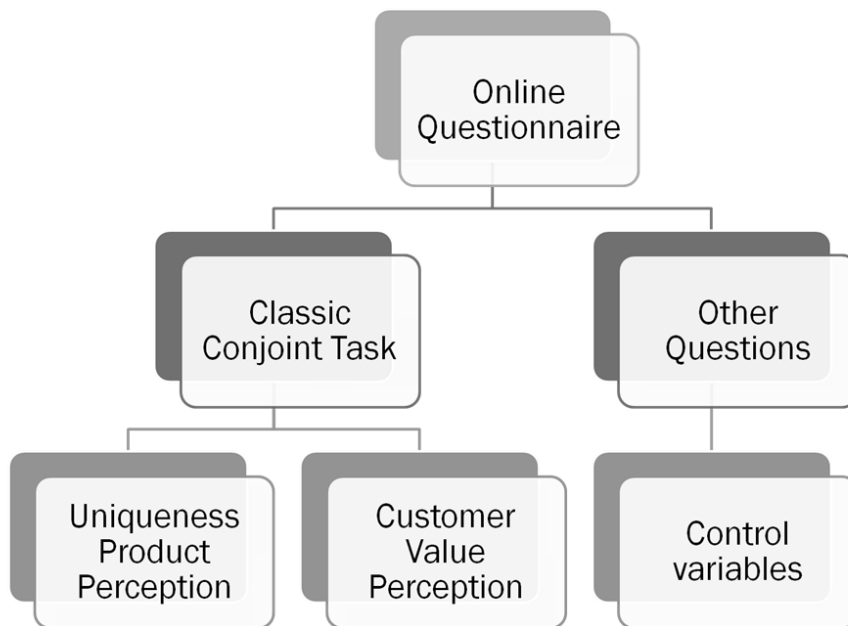 Online
Questionnaire
Classic
Conjoint Task
Other
Questions
Uniqueness
Product
Perception
Customer
Value
Perception
Control
variables